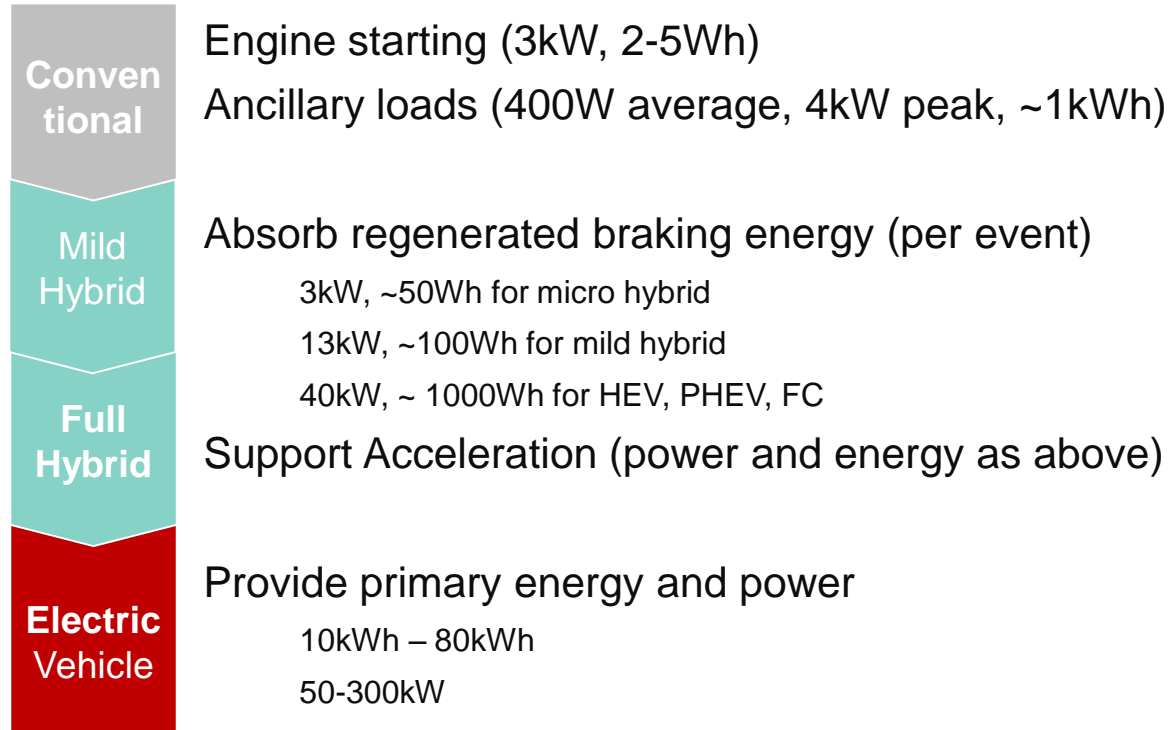 Conven
tional
Engine starting (3kW, 2-5Wh)
Ancillary loads (400W average, 4kW peak, ~1kWh)
Mild
Hybrid
Absorb regenerated braking energy (per event)
3kW, ~50Wh for micro hybrid
13kW, ~100Wh for mild hybrid
40kW, ~ 1000Wh for HEV, PHEV, FC
Full
Hybrid
Support Acceleration (power and energy as above)
Electric
Vehicle
Provide primary energy and power
10kWh – 80kWh
50-300kW